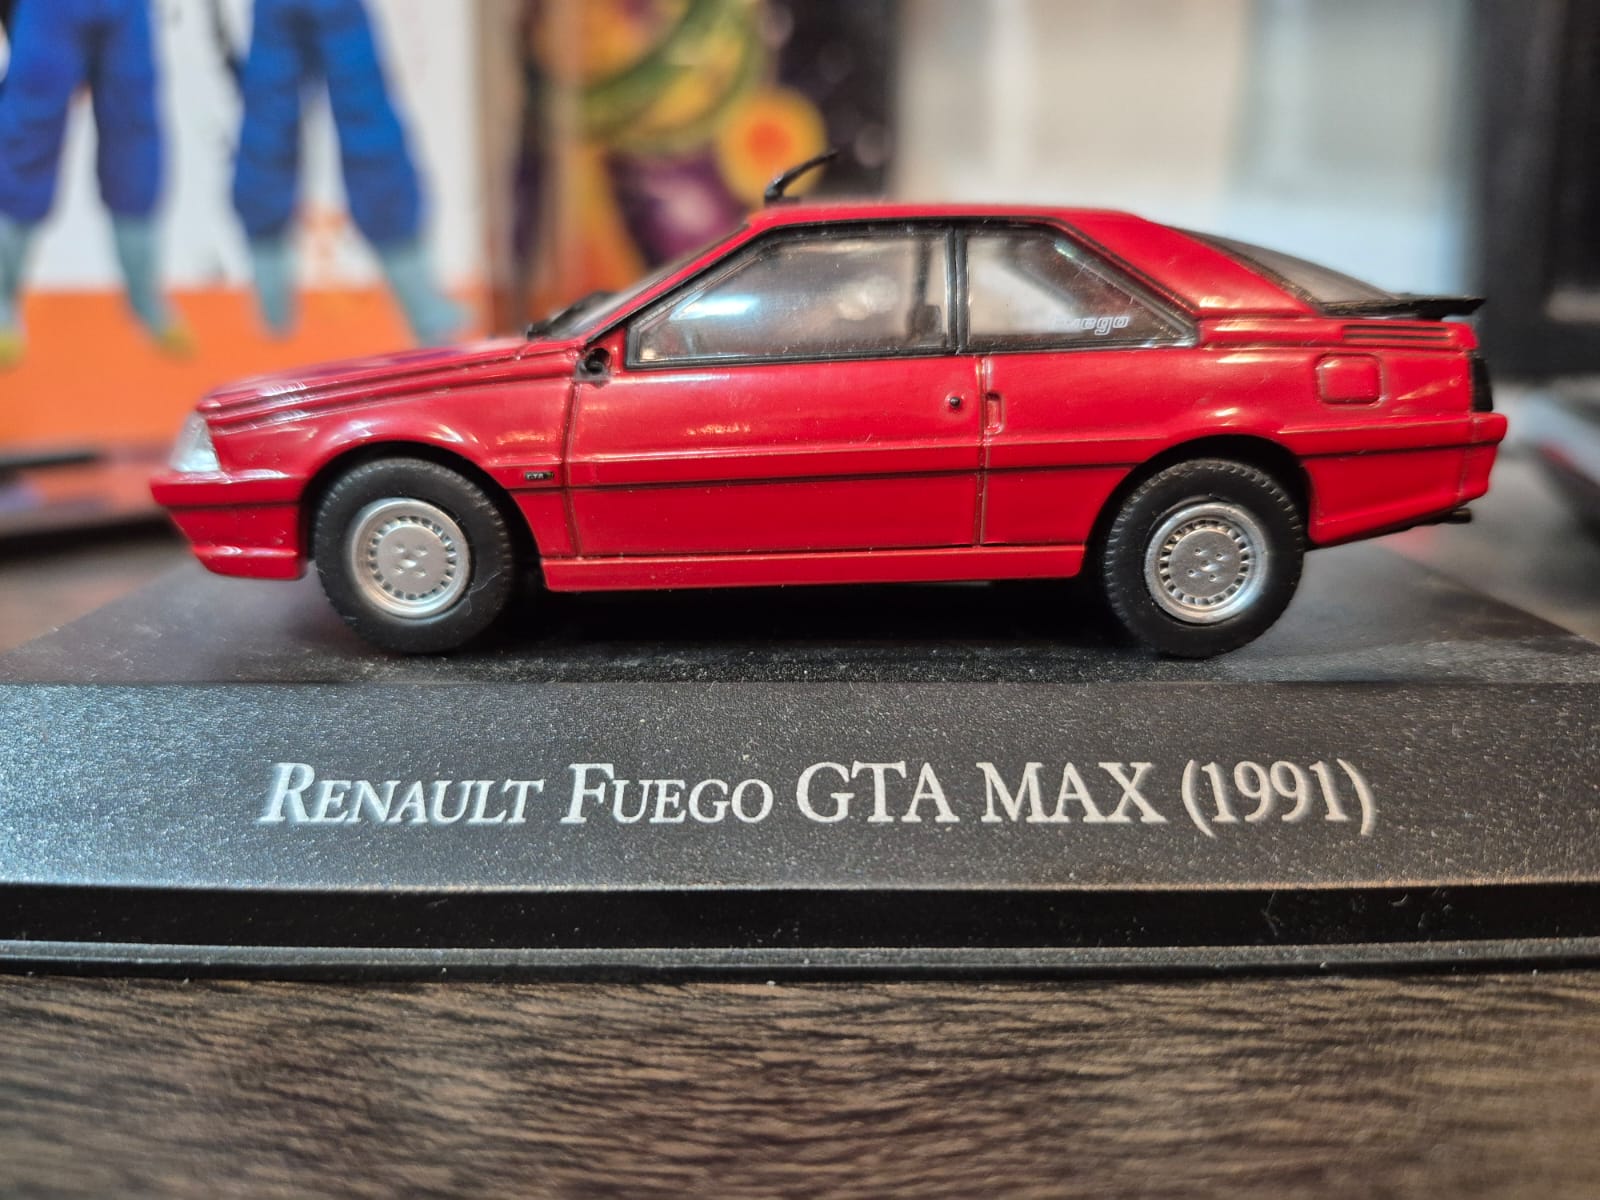 fuego
GTA
RENAULT FUEGO GTA MAX (1991)